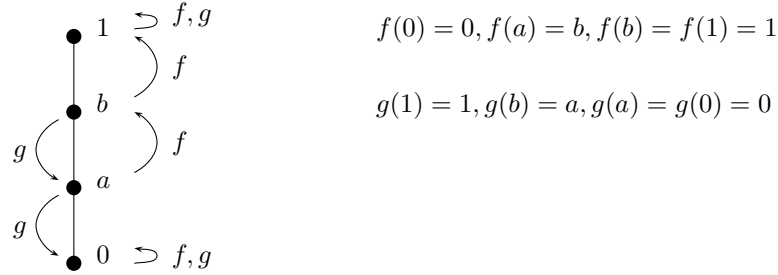 1 f, g
f(0) = 0, f(a) = b, f(b) = f(1) = 1
f
b
g(1) = 1, g(b) = a, g(a) = g(0) = 0
g f
a
g
0 f, g